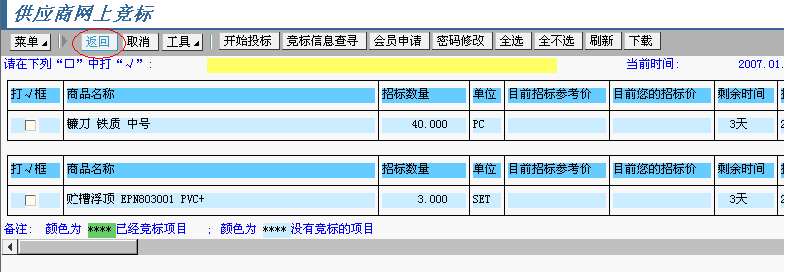 供应商网上竞标
菜单 返回 取消 工具 开始投标 竞标信息查寻 会员申请 密码修改 全选 全不选 刷新 下载
请在下列“口”中打“√”: 当前时间: 2007.01.
打√框 商品名称 招标数量 单位 目前招标参考价 目前您的招标价 剩余时间
镰刀 铁质 中号 40.000 PC 3天
打√框 商品名称 招标数量 单位 目前招标参考价 目前您的招标价 剩余时间
贮槽浮顶 EPN803001 PVC+ 3.000 SET 3天
备注: 颜色为 **** 已经竞标项目 ; 颜色为 **** 没有竞标的项目